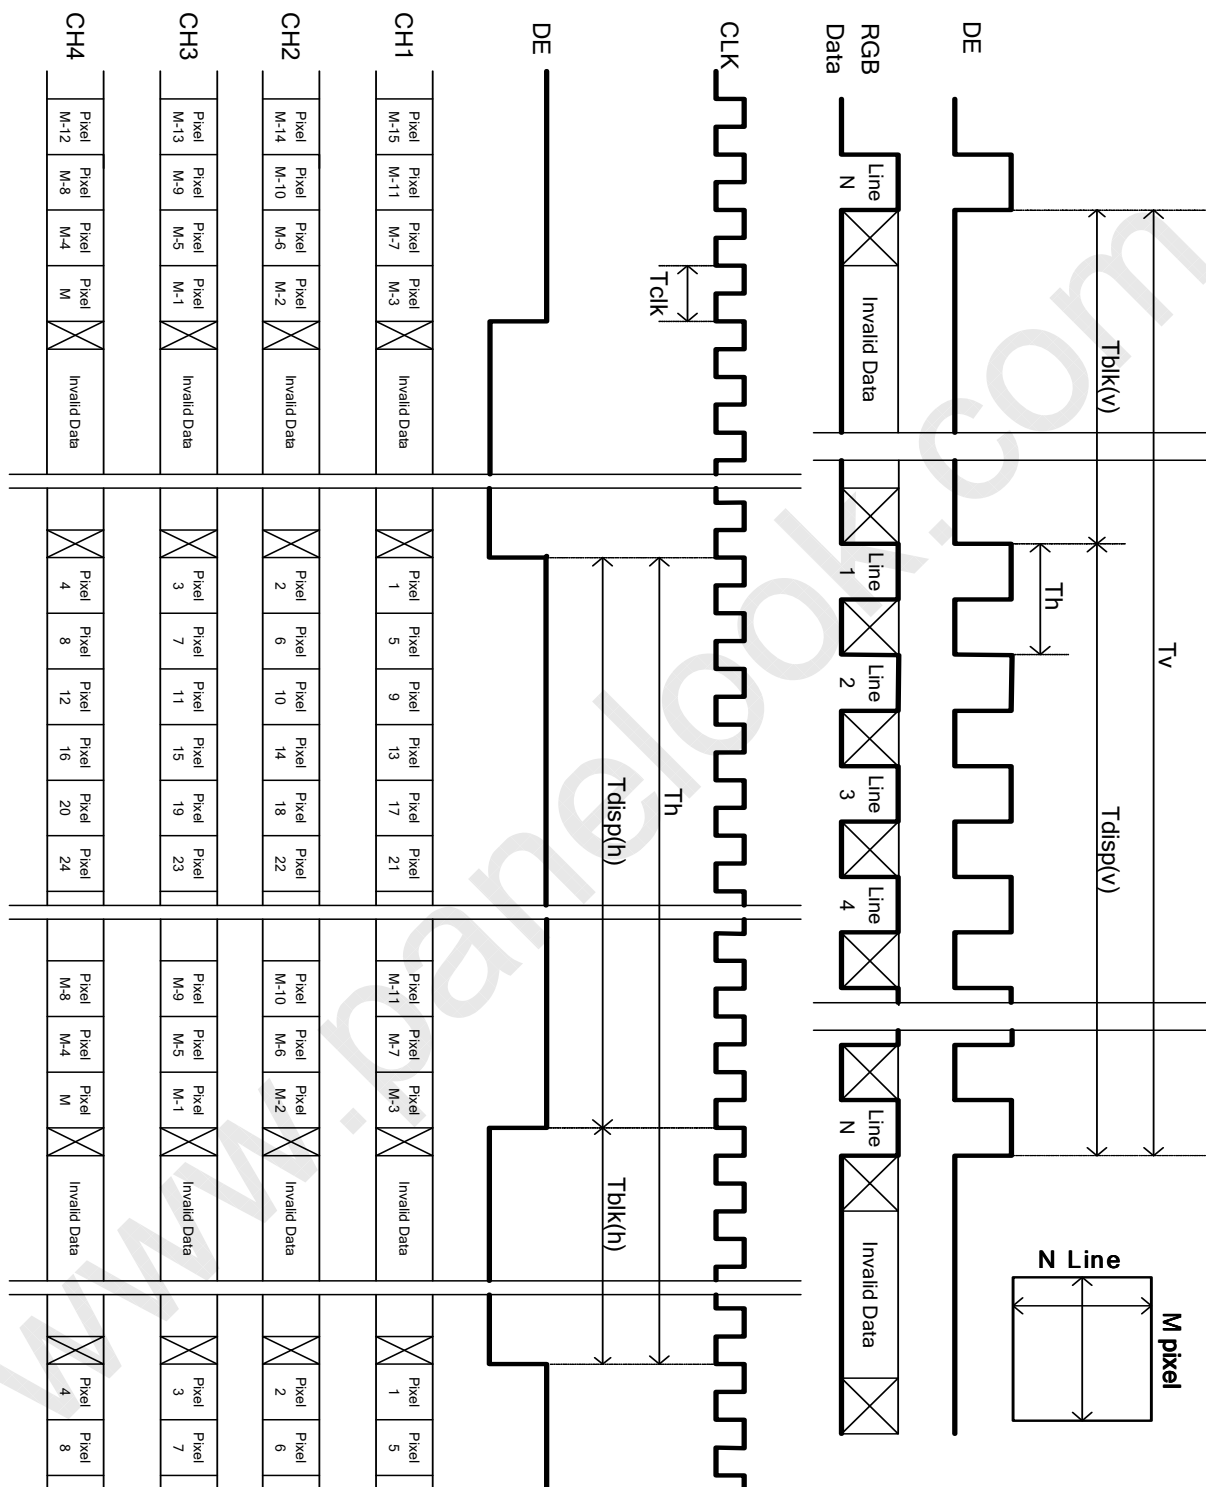 N Line
M pixel
Tv
Tblk(v)
Tdisp(v)
Th
DE
RGB
Data
Line
N
Invalid Data
Line
1
Line
2
Line
3
Line
4
Line
N
Invalid Data
CLK
Tclk
Th
DE
Tdisp(h)
Tblk(h)
CH1
Pixel M-15
Pixel M-11
Pixel M-7
Pixel M-3
Invalid Data
Pixel 1
Pixel 5
Pixel 9
Pixel 13
Pixel 17
Pixel 21
Pixel M-11
Pixel M-7
Pixel M-3
Invalid Data
Pixel 1
Pixel 5
CH2
Pixel M-14
Pixel M-10
Pixel M-6
Pixel M-2
Invalid Data
Pixel 2
Pixel 6
Pixel 10
Pixel 14
Pixel 18
Pixel 22
Pixel M-10
Pixel M-6
Pixel M-2
Invalid Data
Pixel 2
Pixel 6
CH3
Pixel M-13
Pixel M-9
Pixel M-5
Pixel M-1
Invalid Data
Pixel 3
Pixel 7
Pixel 11
Pixel 15
Pixel 19
Pixel 23
Pixel M-9
Pixel M-5
Pixel M-1
Invalid Data
Pixel 3
Pixel 7
CH4
Pixel M-12
Pixel M-8
Pixel M-4
Pixel M
Invalid Data
Pixel 4
Pixel 8
Pixel 12
Pixel 16
Pixel 20
Pixel 24
Pixel M-8
Pixel M-4
Pixel M
Invalid Data
Pixel 4
Pixel 8
www.panelook.com